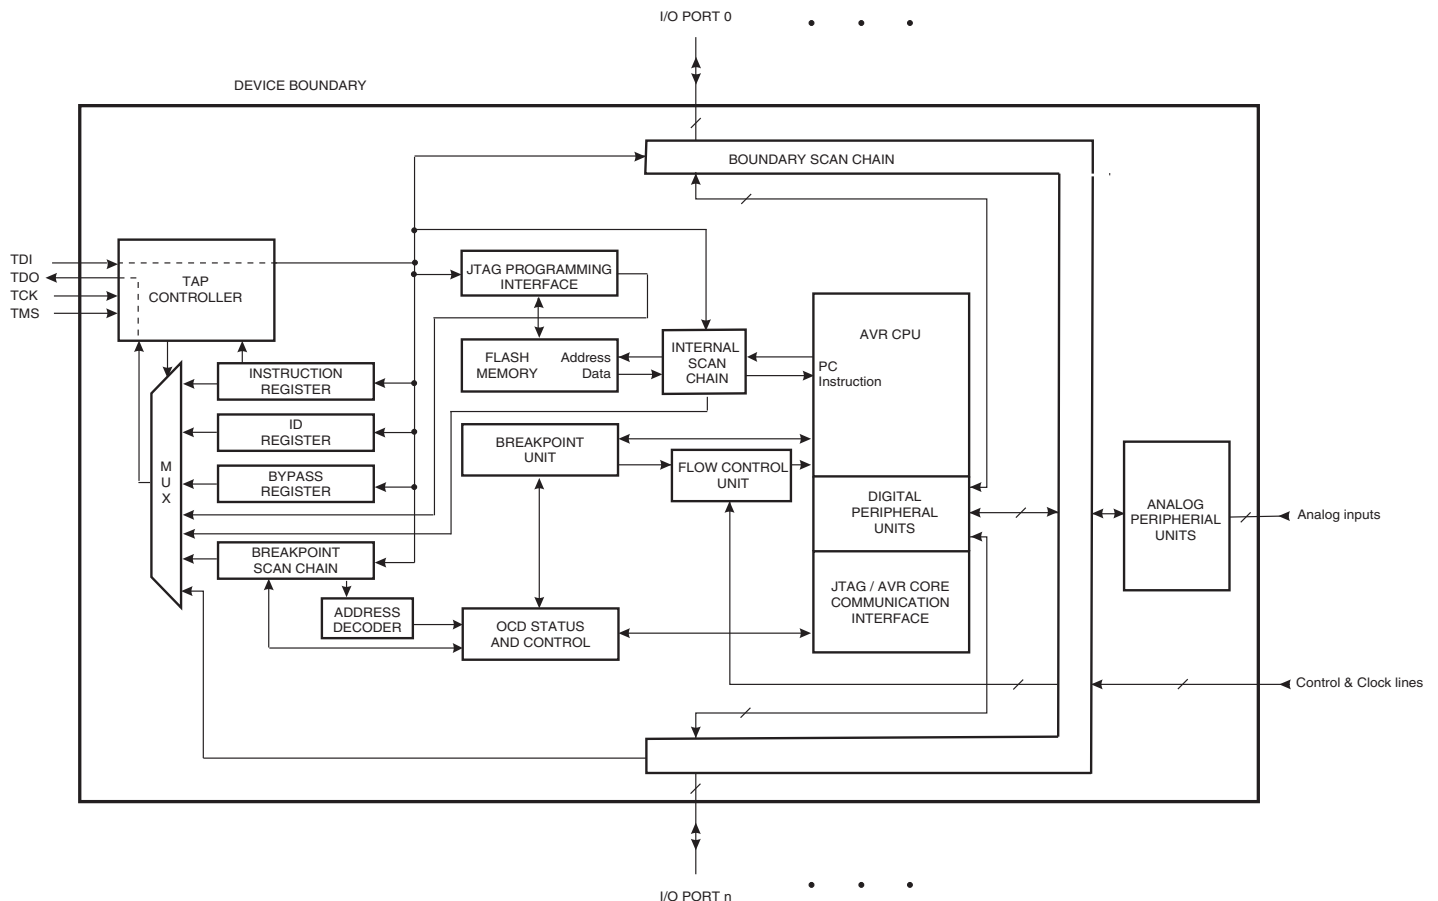 I/O PORT 0
DEVICE BOUNDARY
BOUNDARY SCAN CHAIN
TDI
TDO
TCK
TMS
TAP
CONTROLLER
JTAG PROGRAMMING
INTERFACE
AVR CPU
FLASH
MEMORY
Address
Data
INTERNAL
SCAN
CHAIN
PC
Instruction
INSTRUCTION
REGISTER
ID
REGISTER
M
U
X
BYPASS
REGISTER
BREAKPOINT
UNIT
FLOW CONTROL
UNIT
DIGITAL
PERIPHERAL
UNITS
ANALOG
PERIPHERIAL
UNITS
Analog inputs
BREAKPOINT
SCAN CHAIN
ADDRESS
DECODER
OCD STATUS
AND CONTROL
JTAG / AVR CORE
COMMUNICATION
INTERFACE
Control & Clock lines
I/O PORT n